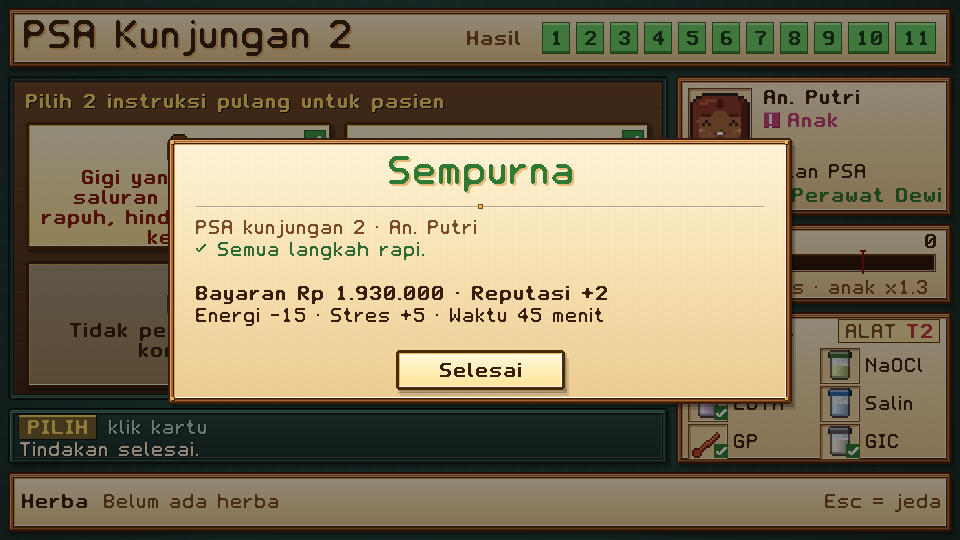 PSA Kunjungan 2
Hasil 1 2 3 4 5 6 7 8 9 10 11
Pilih 2 instruksi pulang untuk pasien
Gigi yan
saluran
rapuh, hind
ke
Tidak pe
kor
An. Putri
Anak
an PSA
Perawat Dewi
0
s · anak x1.3
ALAT T2
NaOCl
Salin
GP
GIC
Sempurna
PSA kunjungan 2 · An. Putri
✓ Semua langkah rapi.
Bayaran Rp 1.930.000 · Reputasi +2
Energi -15 · Stres +5 · Waktu 45 menit
Selesai
PILIH klik kartu
Tindakan selesai.
Herba Belum ada herba
Esc = jeda